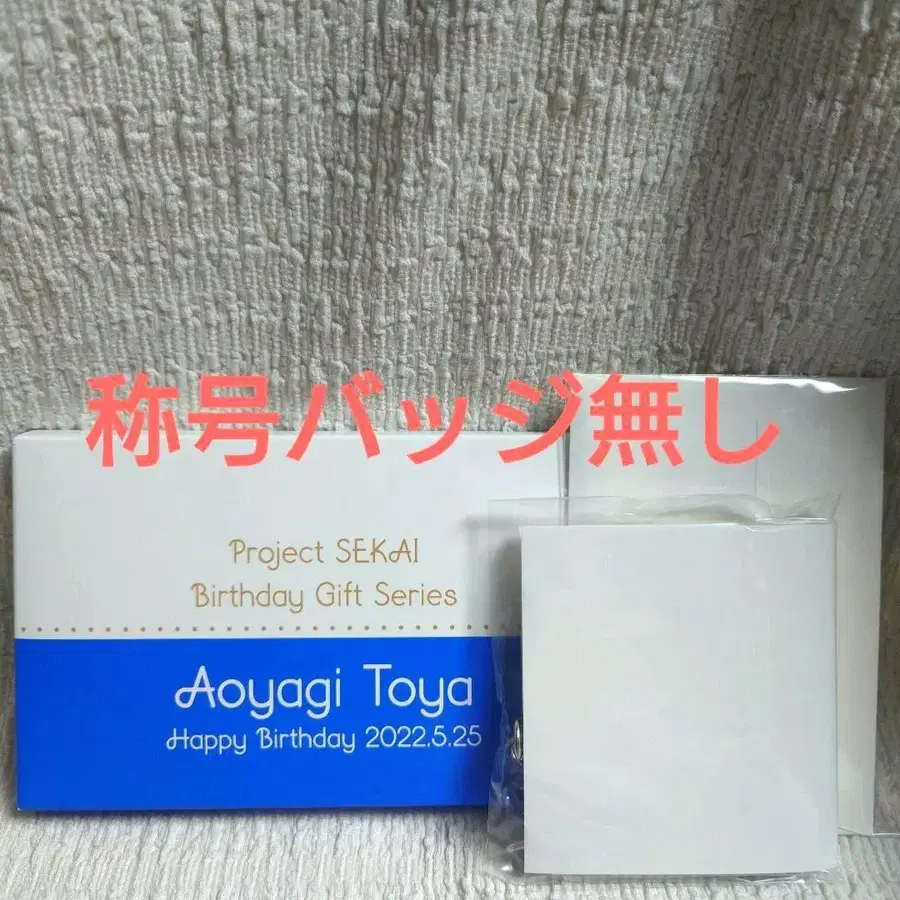 称号バッジ無し
Project SEKAI
Birthday Gift Series
Aoyagi Toya
Happy Birthday 2022.5.25